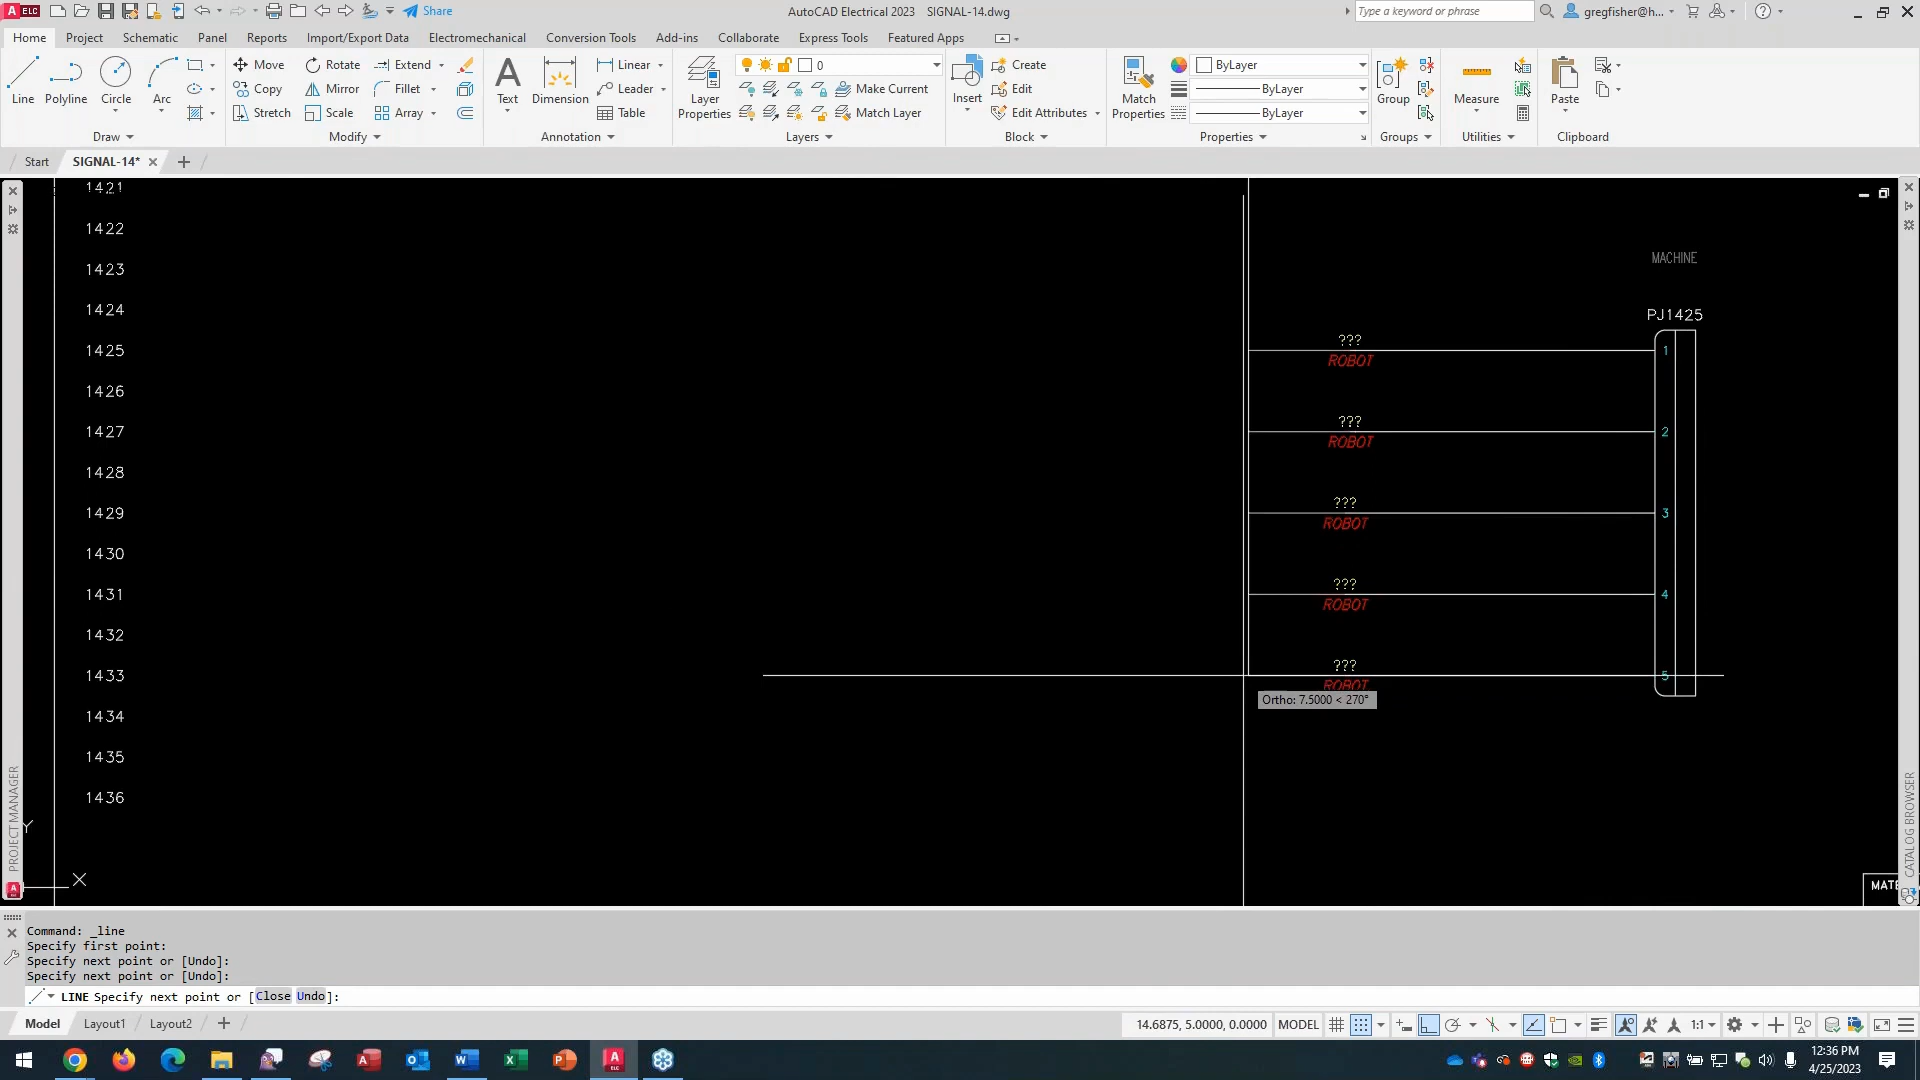 A ELC Share AutoCAD Electrical 2023 SIGNAL-14.dwg Type a keyword or phrase gregfisher@h...
Home Project Schematic Panel Reports Import/Export Data Electromechanical Conversion Tools Add-ins Collaborate Express Tools Featured Apps
Move Rotate Extend Linear 0 Create ByLayer
Copy Mirror Fillet Leader Make Current Edit ByLayer
Line Polyline Circle Arc Text Dimension Layer Properties Insert Match Properties Group Measure Paste
Stretch Scale Array Table Match Layer Edit Attributes ByLayer
Draw Modify Annotation Layers Block Properties Groups Utilities Clipboard
Start SIGNAL-14*
1421
1422
1423
MACHINE
1424
PJ1425
???
1425
1
ROBOT
1426
???
1427
2
ROBOT
1428
???
1429
3
ROBOT
1430
???
1431
4
ROBOT
1432
???
1433
5
ROBOT
Ortho: 7.5000 < 270°
1434
1435
1436
PROJECT MANAGER
CATALOG BROWSER
Y
X
MATE
Command: _line
Specify first point:
Specify next point or [Undo]:
Specify next point or [Undo]:
LINE Specify next point or [Close Undo]:
Model Layout1 Layout2 14.6875, 5.0000, 0.0000 MODEL 1:1
12:36 PM
4/25/2023